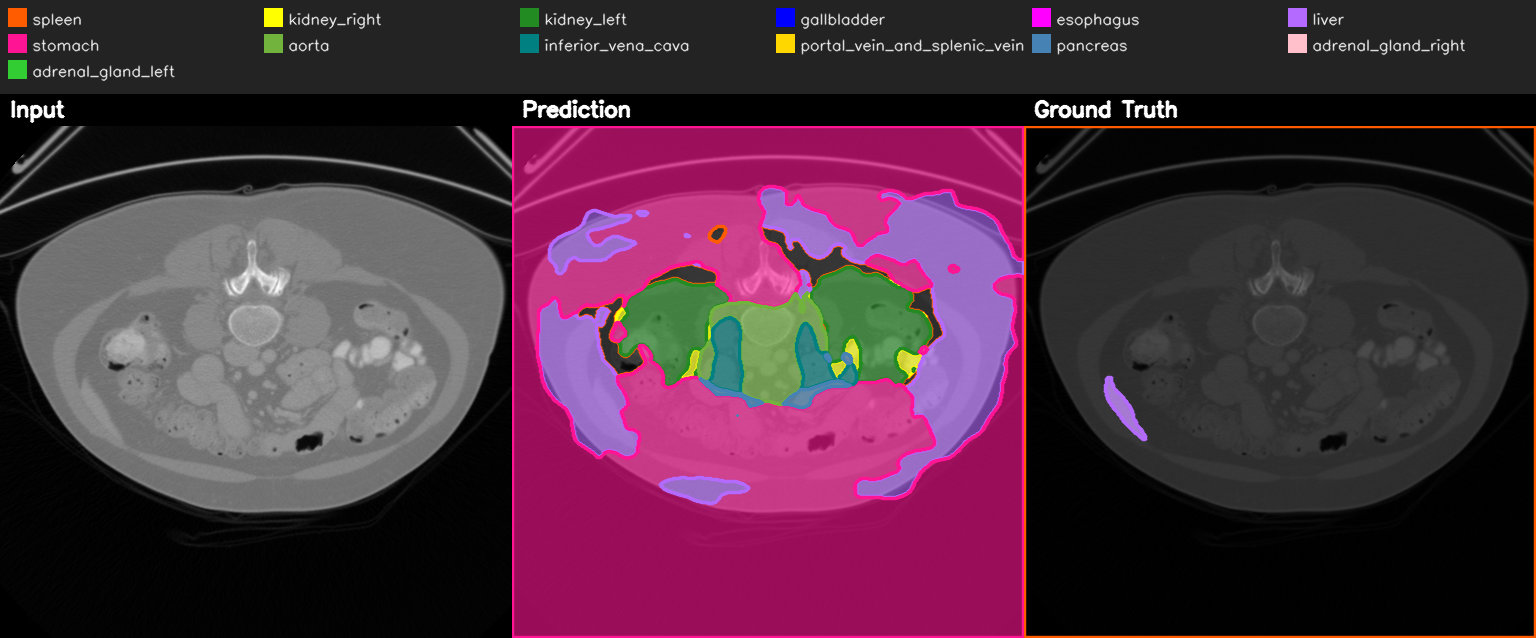 spleen kidney_right kidney_left gallbladder esophagus liver
stomach aorta inferior_vena_cava portal_vein_and_splenic_vein pancreas adrenal_gland_right
adrenal_gland_left
Input Prediction Ground Truth